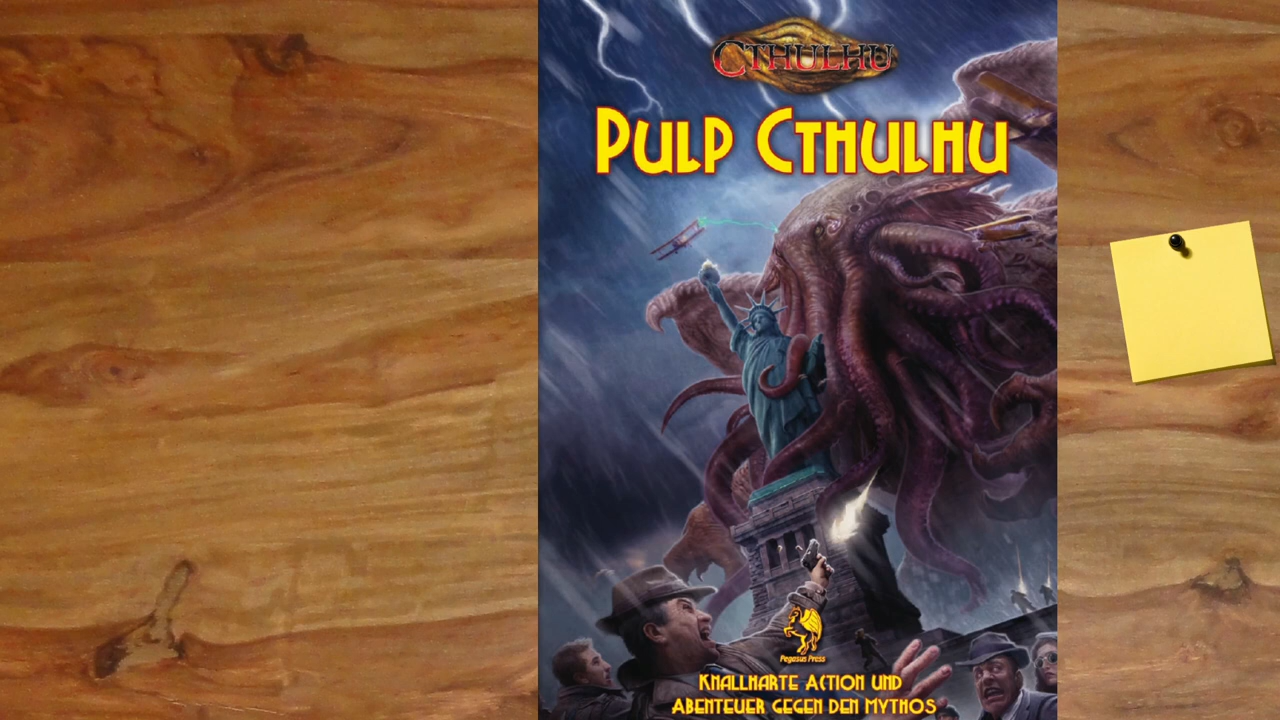 CTHULHU
PULP CTHULHU
Pegasus Press
KNALLHARTE ACTION UND
ABENTEUER GEGEN DEN MYTHOS